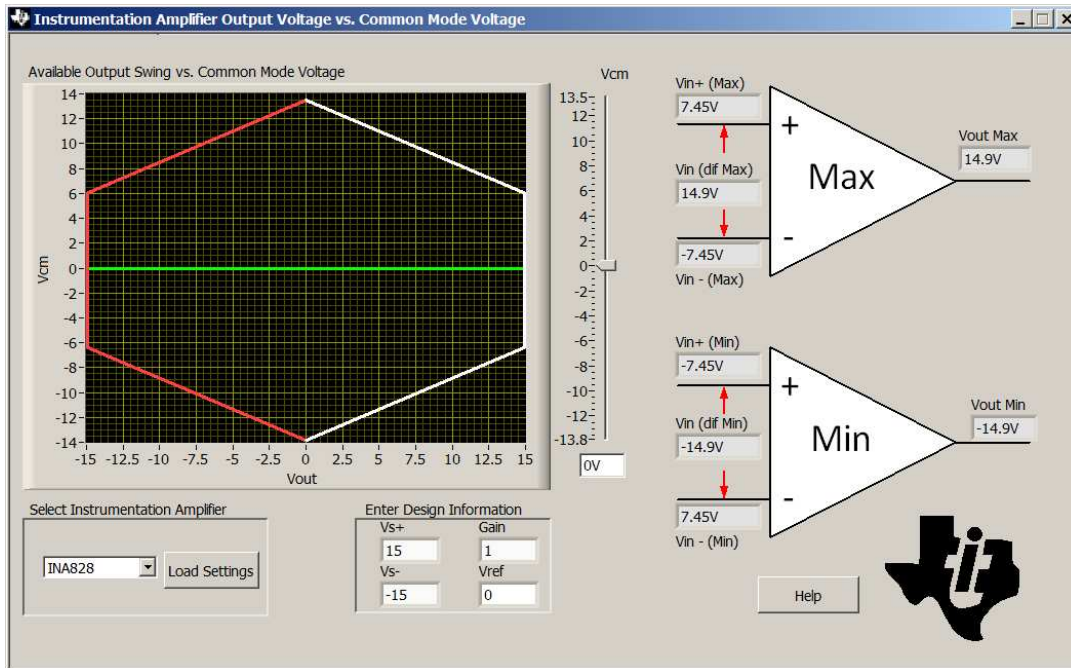 Instrumentation Amplifier Output Voltage vs. Common Mode Voltage
Available Output Swing vs. Common Mode Voltage
Vcm
14
12
10
8
6
4
2
0
-2
-4
-6
-8
-10
-12
-14
-15 -12.5 -10 -7.5 -5 -2.5 0 2.5 5 7.5 10 12.5 15
Vout
Vcm
13.5
12
10
8
6
4
2
0
-2
-4
-6
-8
-10
-12
-13.8
0V
Vin+ (Max)
7.45V
Vin (dif Max)
14.9V
-7.45V
Vin - (Max)
+
-
Max
Vout Max
14.9V
Vin+ (Min)
-7.45V
Vin (dif Min)
-14.9V
7.45V
Vin - (Min)
+
-
Min
Vout Min
-14.9V
Select Instrumentation Amplifier
INA828
Load Settings
Enter Design Information
Vs+ Gain
15 1
Vs- Vref
-15 0
Help
ti